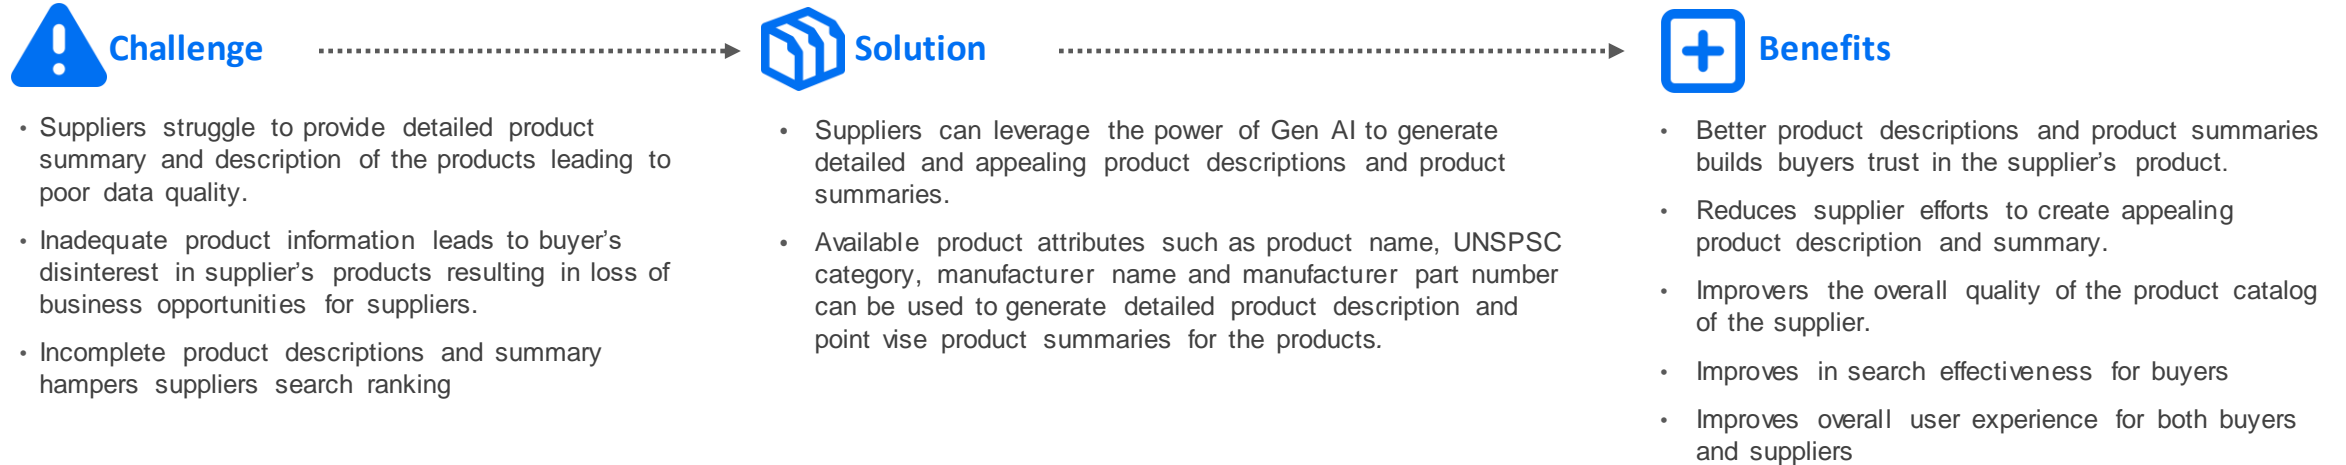 Challenge
• Suppliers struggle to provide detailed product
summary and description of the products leading to
poor data quality.
• Inadequate product information leads to buyer’s
disinterest in supplier’s products resulting in loss of
business opportunities for suppliers.
• Incomplete product descriptions and summary
hampers suppliers search ranking
Solution
• Suppliers can leverage the power of Gen AI to generate
detailed and appealing product descriptions and product
summaries.
• Available product attributes such as product name, UNSPSC
category, manufacturer name and manufacturer part number
can be used to generate detailed product description and
point vise product summaries for the products.
Benefits
• Better product descriptions and product summaries
builds buyers trust in the supplier’s product.
• Reduces supplier efforts to create appealing
product description and summary.
• Improvers the overall quality of the product catalog
of the supplier.
• Improves in search effectiveness for buyers
• Improves overall user experience for both buyers
and suppliers